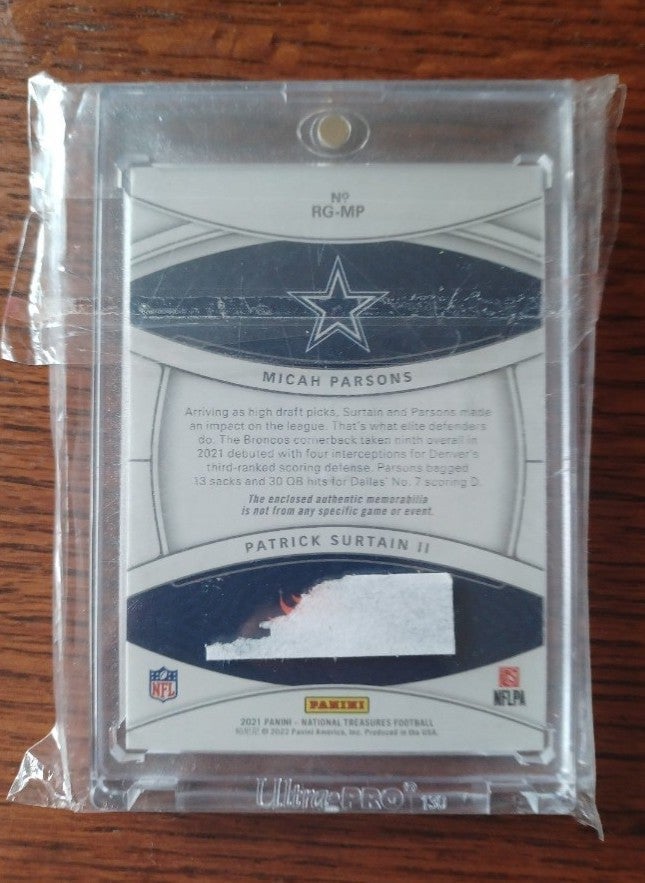 Nº
RG-MP
MICAH PARSONS
Arriving as high draft picks, Surtain and Parsons made
an impact on the league. That's what elite defenders
do. The Broncos cornerback taken ninth overall in
2021 debuted with four interceptions for Denver's
third-ranked scoring defense. Parsons bagged
13 sacks and 30 QB hits for Dallas' No. 7 scoring D.
The enclosed authentic memorabilia
is not from any specific game or event.
PATRICK SURTAIN II
NFL
PANINI
NFLPA
2021 PANINI - NATIONAL TREASURES FOOTBALL
© 2022 Panini America, Inc. Produced in the USA.
Ultra-PRO® 130